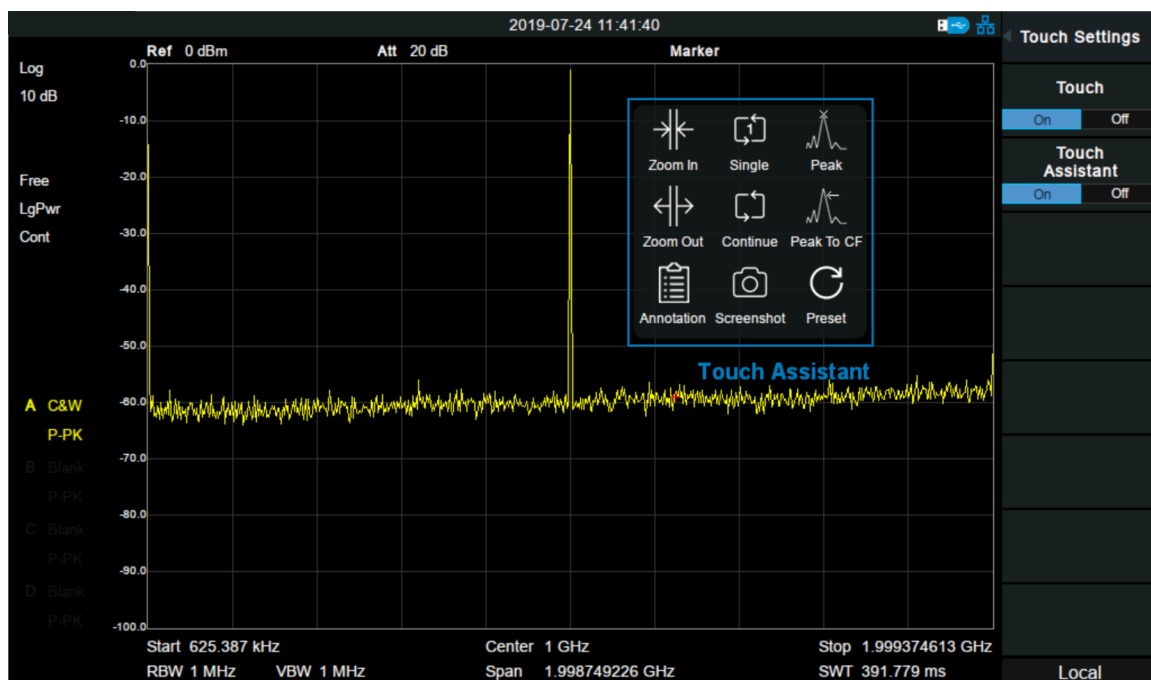 2019-07-24 11:41:40
Touch Settings
Ref 0 dBm Att 20 dB Marker
Log
10 dB
Free
LgPwr
Cont
A C&W
P-PK
B Blank
P-PK
C Blank
P-PK
D Blank
P-PK
0.0
-10.0
-20.0
-30.0
-40.0
-50.0
-60.0
-70.0
-80.0
-90.0
-100.0
Zoom In Single Peak
Zoom Out Continue Peak To CF
Annotation Screenshot Preset
1
Touch Assistant
Touch
On Off
Touch
Assistant
On Off
Start 625.387 kHz Center 1 GHz Stop 1.999374613 GHz
RBW 1 MHz VBW 1 MHz Span 1.998749226 GHz SWT 391.779 ms
Local